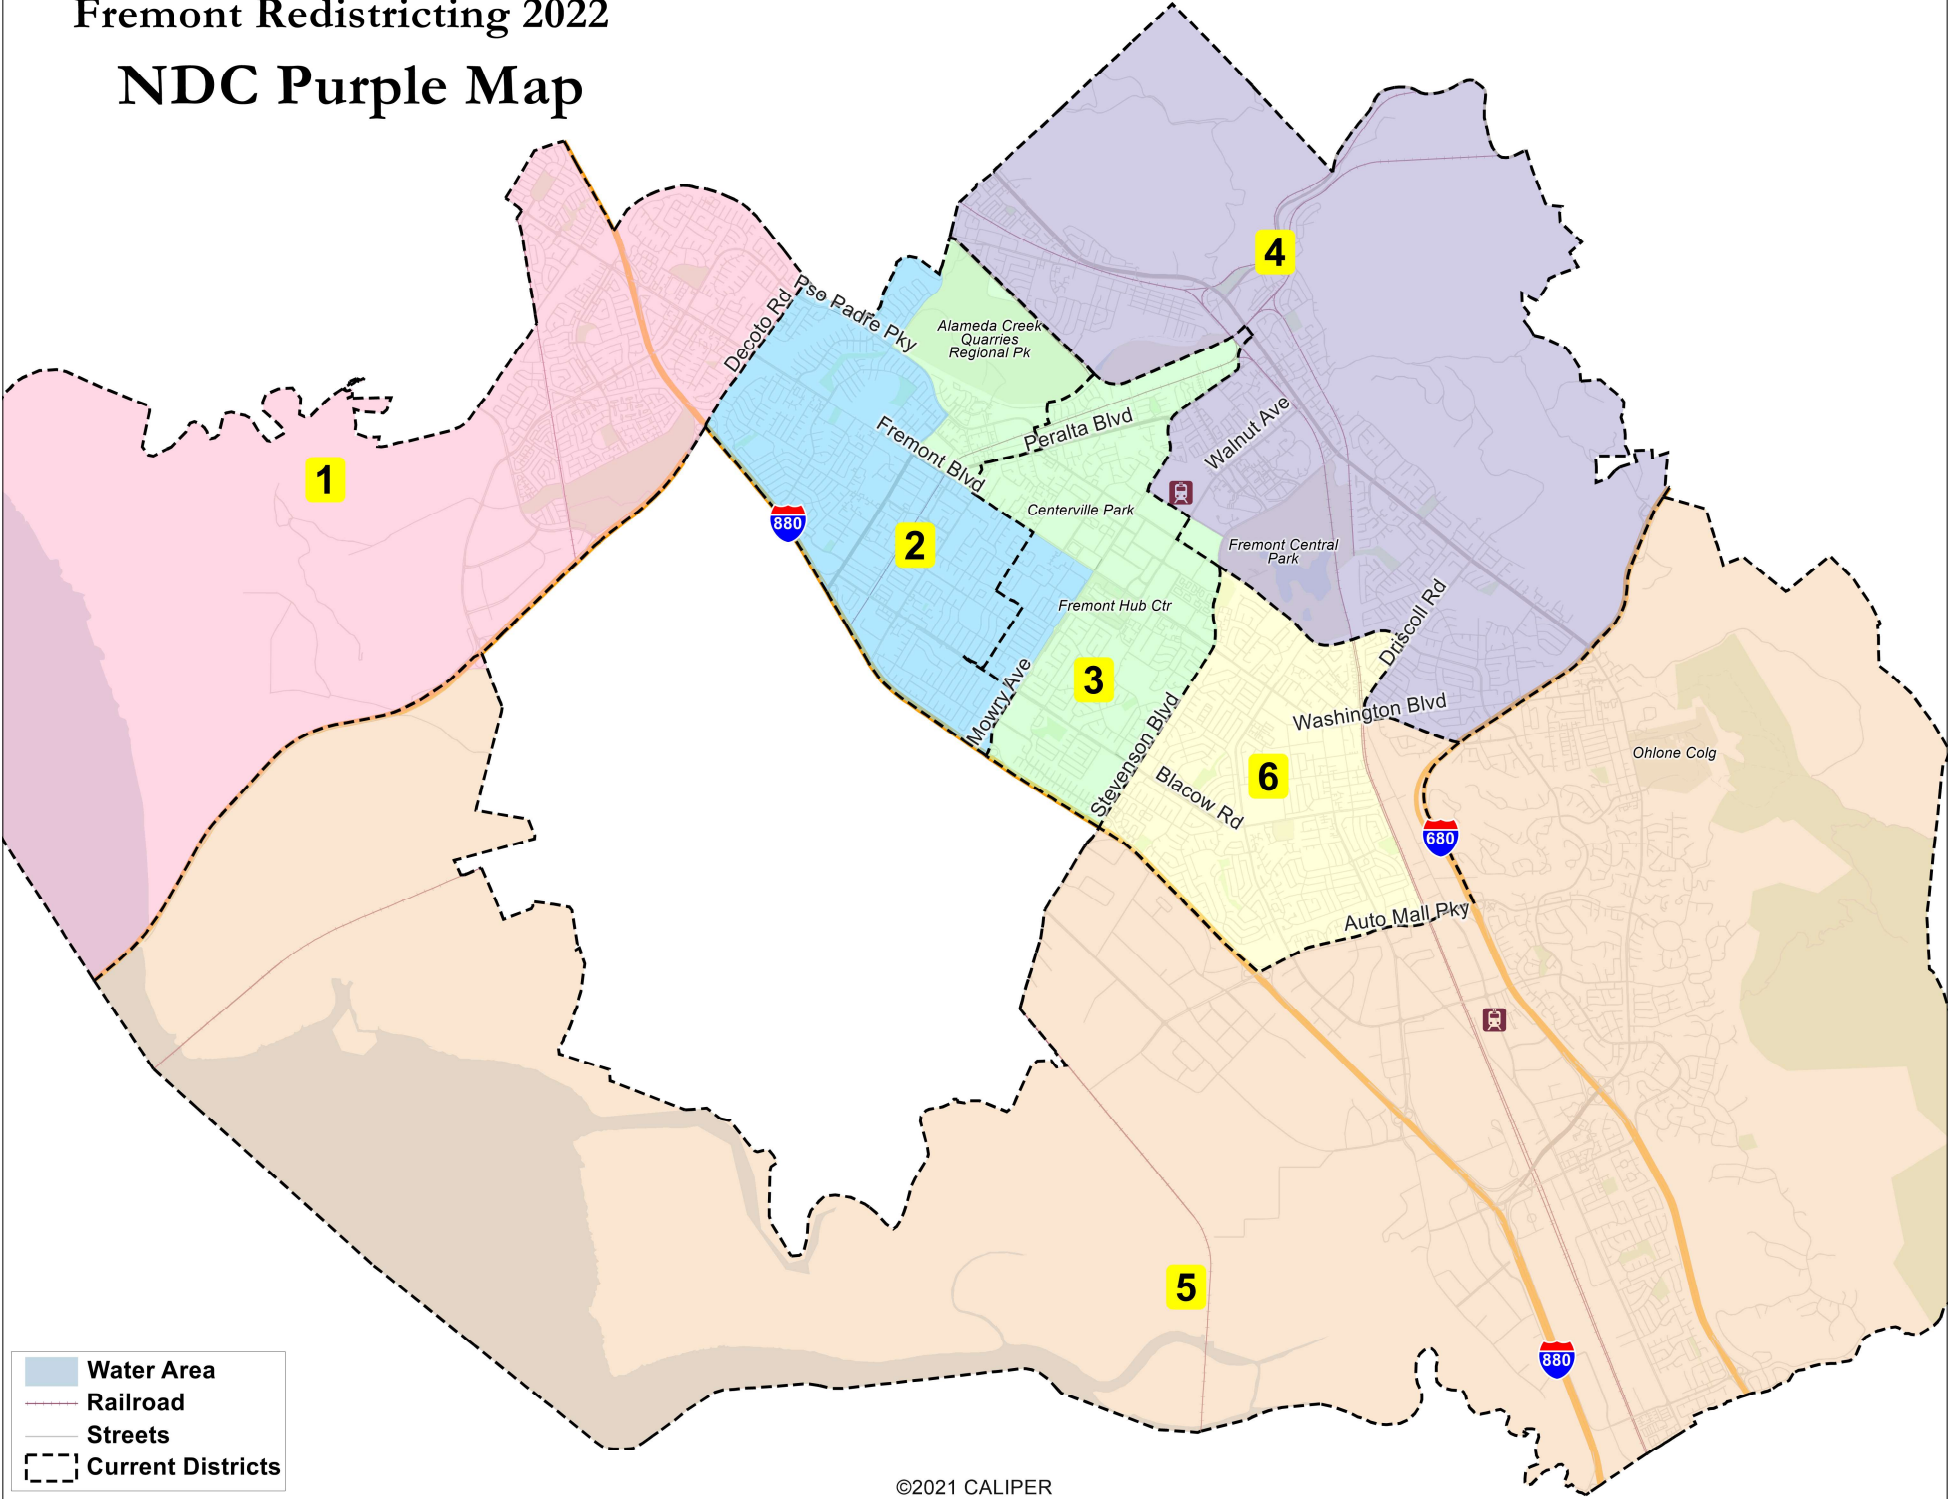 Fremont Redistricting 2022
NDC Purple Map
4
Pso Padre Pky
Decoto Rd
Alameda Creek
Quarries
Regional Pk
Peralta Blvd
Walnut Ave
Fremont Blvd
1
880
2
Centerville Park
Fremont Central
Park
Fremont Hub Ctr
Driscoll Rd
3
Mowry Ave
Washington Blvd
Stevenson Blvd
Ohlone Colg
6
Blacow Rd
680
Auto Mall Pky
5
880
Water Area
Railroad
Streets
Current Districts
©2021 CALIPER